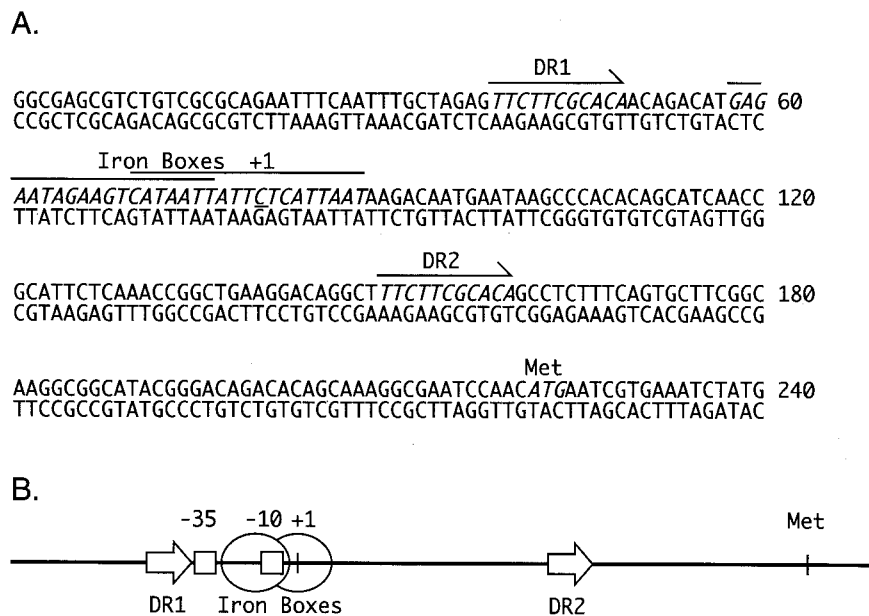 A.
DR1
GGCGAGCGTCTGTCGCGCAGAATTTCAATTTGCTAGAGTTCTTCGCACAACAGACATGAG 60
CCGCTCGCAGACAGCGCGTCTTAAAGTTAAACGATCTCAAGAAGCGTGTTGTCTGTACTC
Iron Boxes +1
AATAGAAGTCATAATTATTCTCATTAATAAGACAATGAATAAGCCCACACAGCATCAACC 120
TTATCTTCAGTATTAATAAGAGTAATTATTCTGTTACTTATTCGGGTGTGTCGTAGTTGG
DR2
GCATTCTCAAACCGGCTGAAGGACAGGCTTTCTTCGCACAGCCTCTTTCAGTGCTTCGGC 180
CGTAAGAGTTTGGCCGACTTCCTGTCCGAAAGAAGCGTGTCGGAGAAAGTCACGAAGCCG
Met
AAGGCGGCATACGGGACAGACACAGCAAAGGCGAATCCAACATGAATCGTGAAATCTATG 240
TTCCGCCGTATGCCCTGTCTGTGTCGTTTCCGCTTAGGTTGTACTTAGCACTTTAGATAC
B.
-35 -10 +1 Met
DR1 Iron Boxes DR2